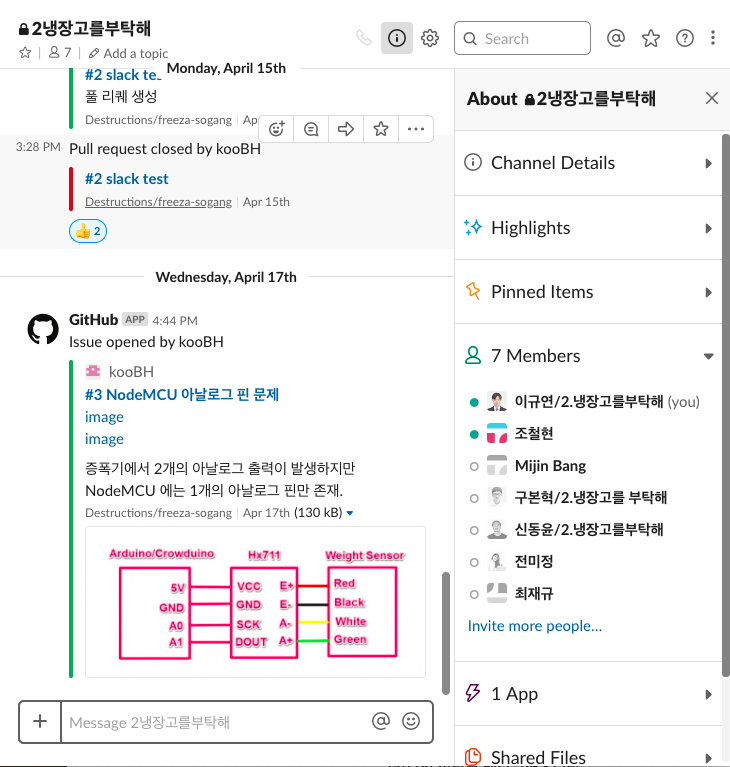 2냉장고를부탁해
7 | Add a topic
Search
Monday, April 15th
#2 slack
풀 리퀘 생성
Destructions/freeza-sogang
3:28 PM Pull request closed by kooBH
#2 slack test
Destructions/freeza-sogang | Apr 15th
👍 2
Wednesday, April 17th
GitHub APP 4:44 PM
Issue opened by kooBH
kooBH
#3 NodeMCU 아날로그 핀 문제
image
image
증폭기에서 2개의 아날로그 출력이 발생하지만
NodeMCU 에는 1개의 아날로그 핀만 존재.
Destructions/freeza-sogang | Apr 17th (130 kB)
Arduino/Crowduino Hx711 Weight Sensor
5V VCC E+ Red
GND GND E- Black
A0 SCK A- White
A1 DOUT A+ Green
Message 2냉장고를부탁해
About 2냉장고를부탁해
Channel Details
Highlights
Pinned Items
7 Members
이규연/2.냉장고를부탁해 (you)
조철현
Mijin Bang
구본혁/2.냉장고를 부탁해
신동윤/2.냉장고를부탁해
전미정
최재규
Invite more people...
1 App
Shared Files